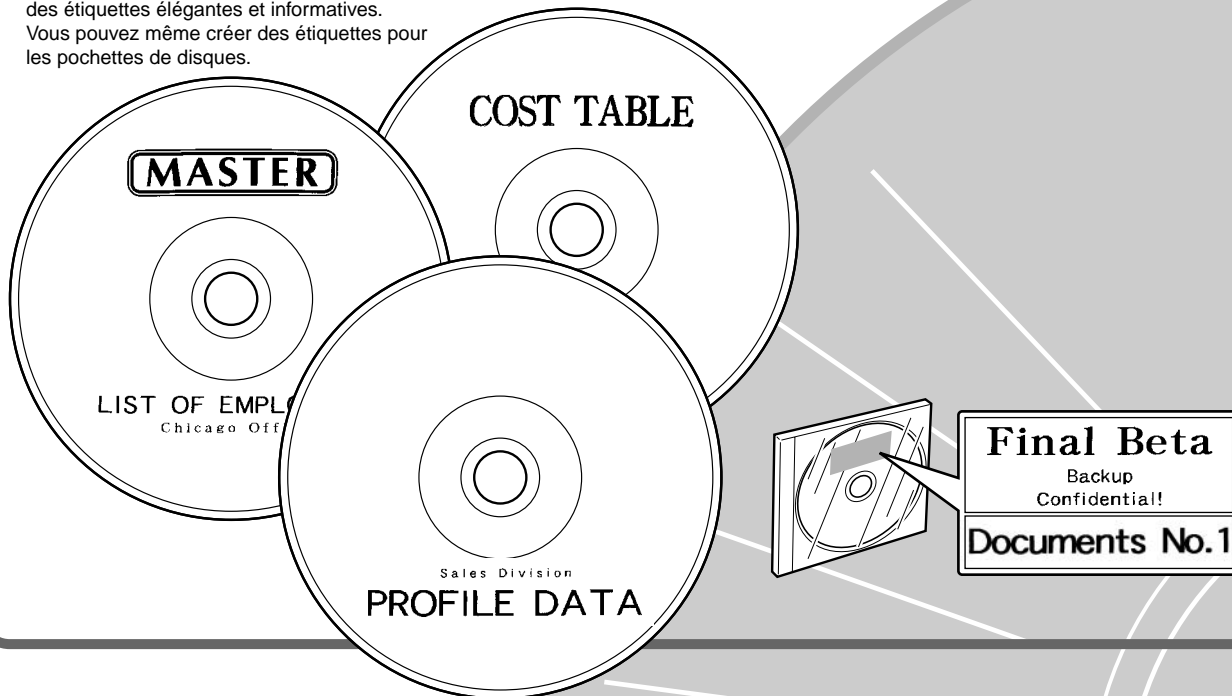 des étiquettes élégantes et informatives.
Vous pouvez même créer des étiquettes pour
les pochettes de disques.
COST TABLE
MASTER
LIST OF EMPL
Chicago Off
Sales Division
PROFILE DATA
Final Beta
Backup
Confidential!
Documents No.1